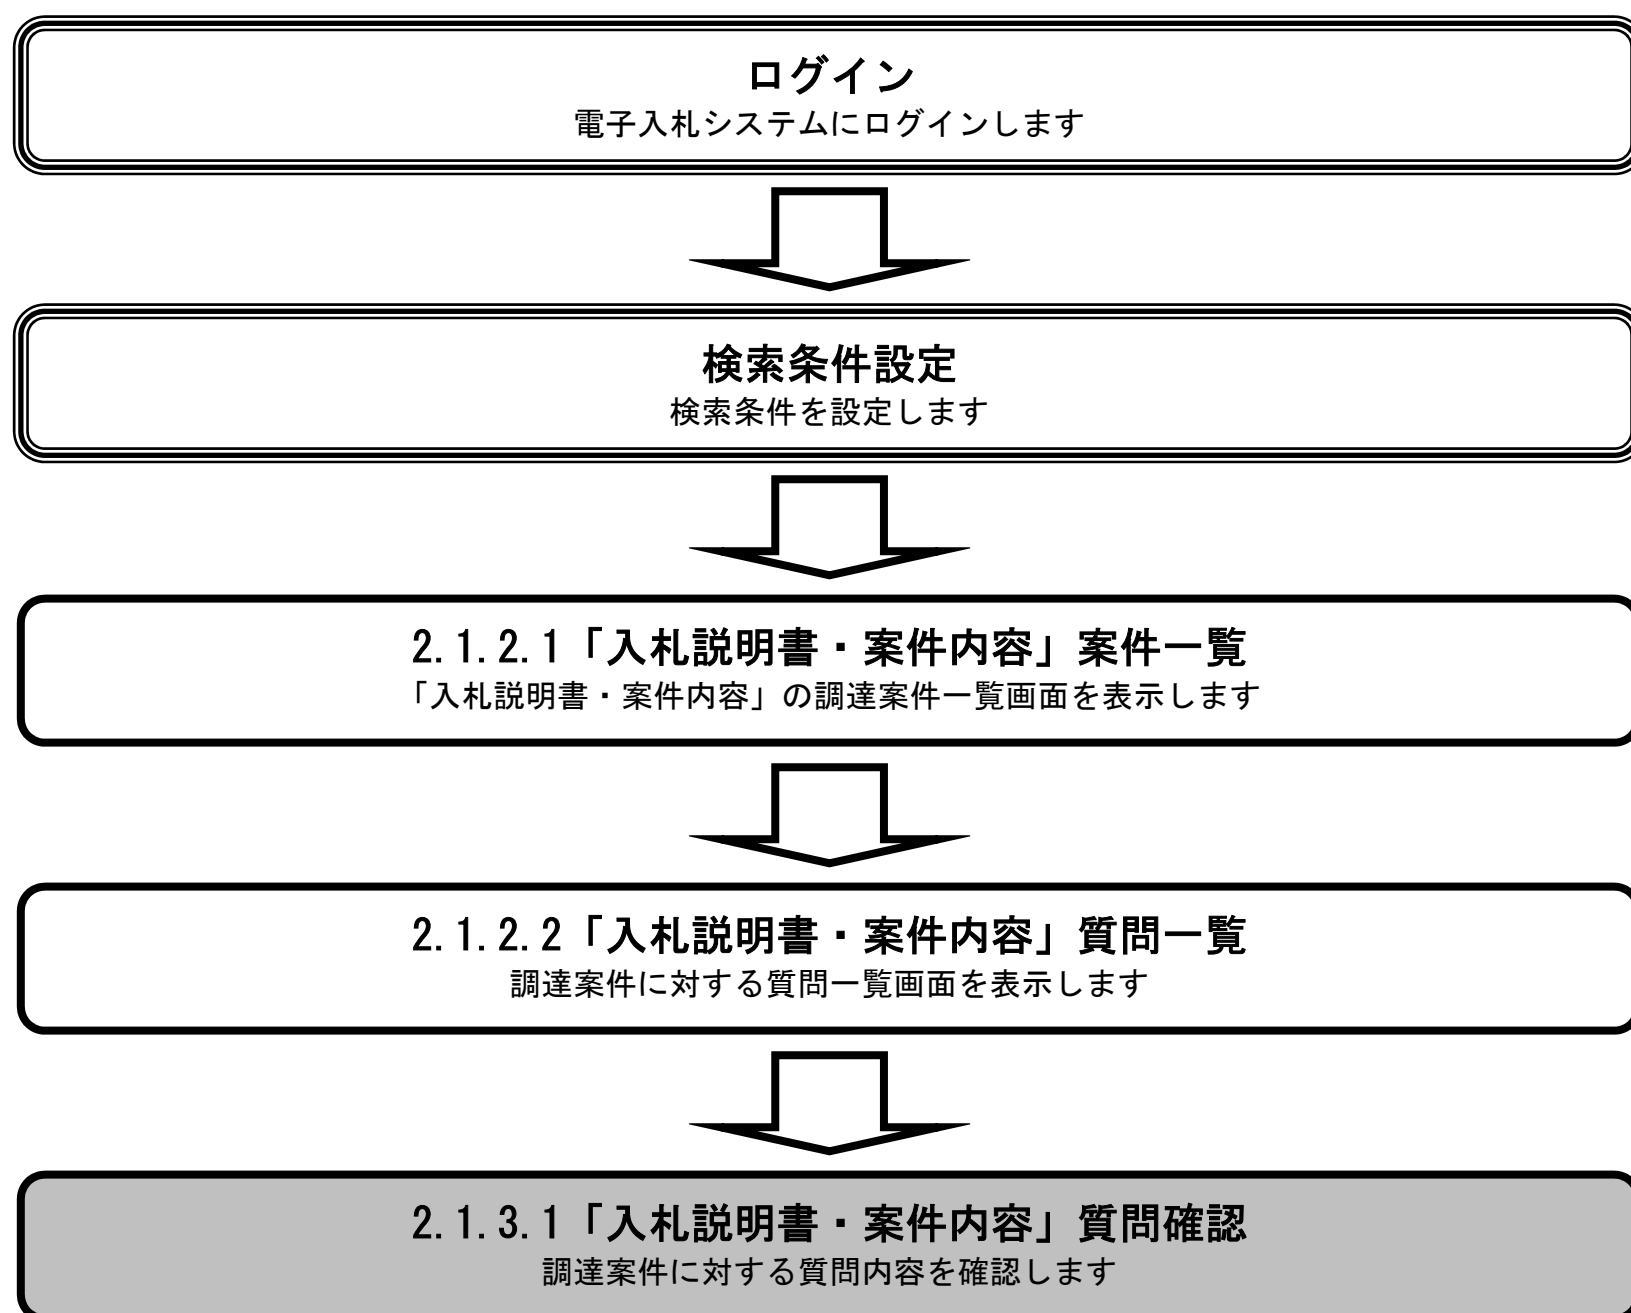 ログイン
電子入札システムにログインします
検索条件設定
検索条件を設定します
2.1.2.1「入札説明書・案件内容」案件一覧
「入札説明書・案件内容」の調達案件一覧画面を表示します
2.1.2.2「入札説明書・案件内容」質問一覧
調達案件に対する質問一覧画面を表示します
2.1.3.1「入札説明書・案件内容」質問確認
調達案件に対する質問内容を確認します